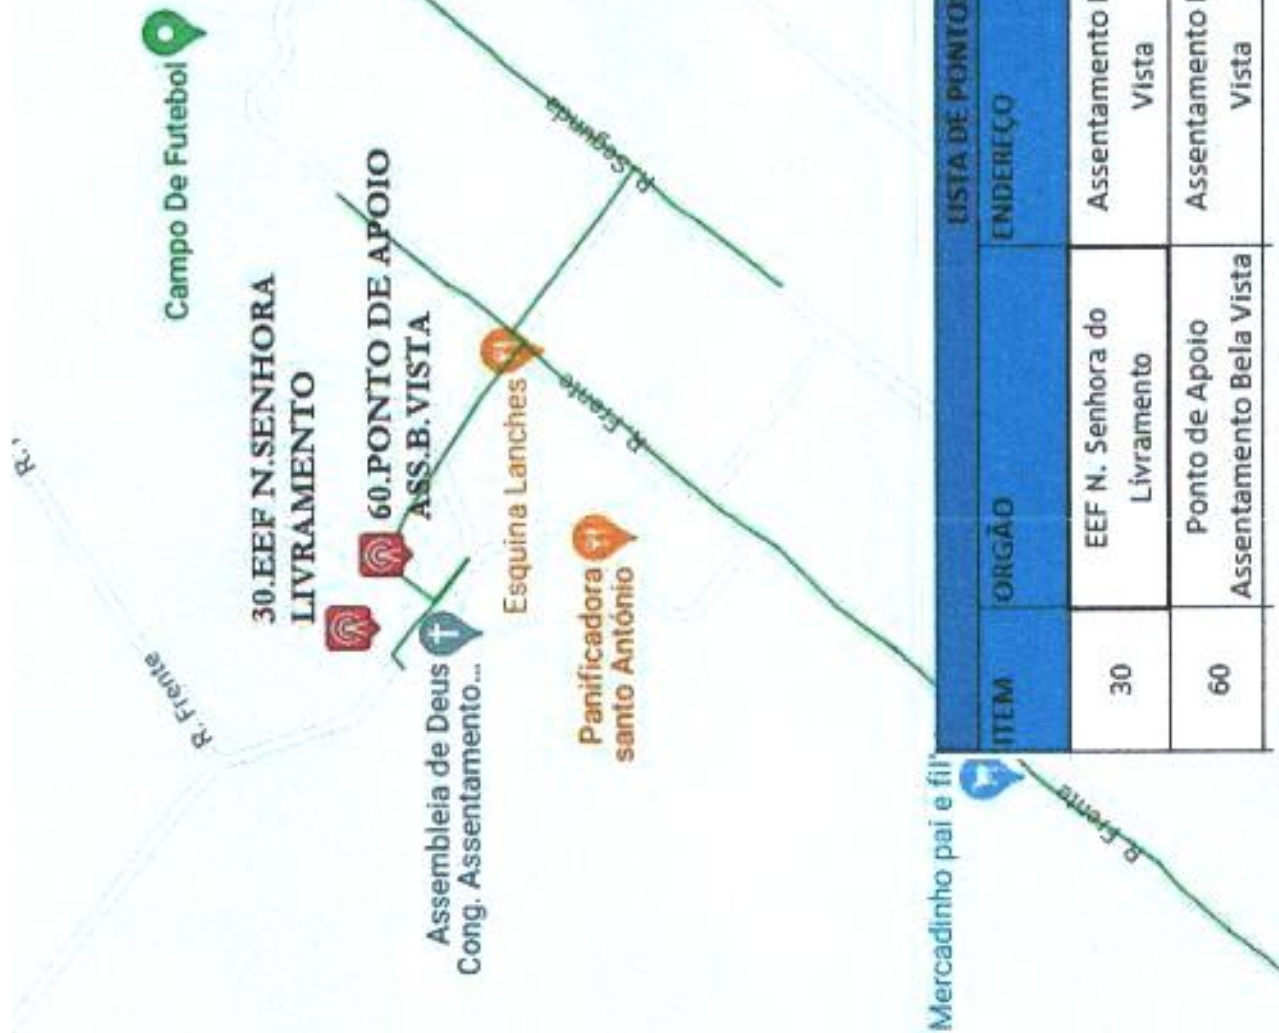 Campo De Futebol
30.EEF N.SENHORA
LIVRAMENTO
60.PONTO DE APOIO
ASS.B.VISTA
R. Segunda
Esquina Lanches
R. Frente
R. Frente
Assembleia de Deus
Cong. Assentamento...
Panificadora
santo António
Mercadinho pai e fil
R. Frente
LISTA DE PONTO
ITEM ORGÃO ENDEREÇO
30 EEF N. Senhora do Livramento Assentamento Vista
60 Ponto de Apoio Assentamento Bela Vista Assentamento Vista